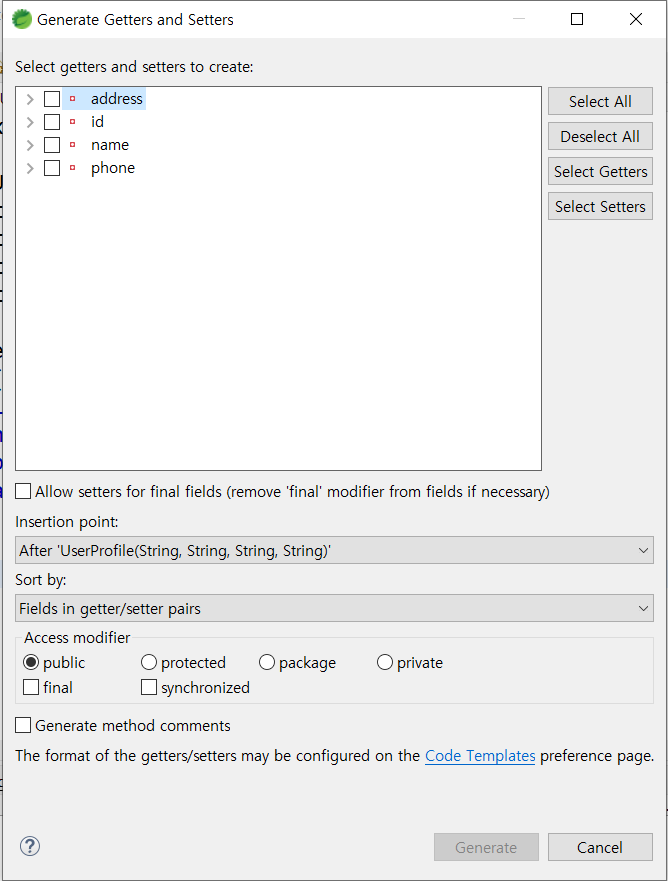 Generate Getters and Setters
Select getters and setters to create:
address
id
name
phone
Select All
Deselect All
Select Getters
Select Setters
Allow setters for final fields (remove 'final' modifier from fields if necessary)
Insertion point:
After 'UserProfile(String, String, String, String)'
Sort by:
Fields in getter/setter pairs
Access modifier
public protected package private
final synchronized
Generate method comments
The format of the getters/setters may be configured on the Code Templates preference page.
?
Generate Cancel